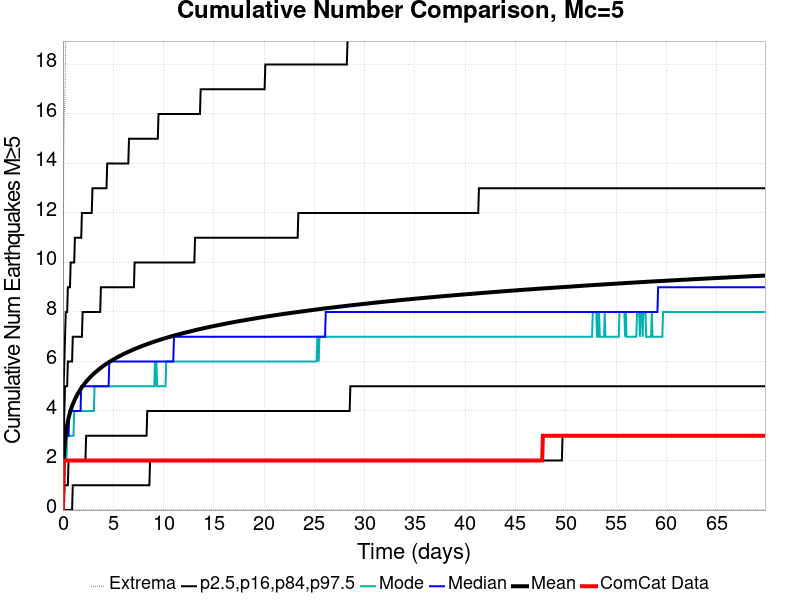 Cumulative Number Comparison, Mc=5
Cumulative Num Earthquakes M≥5
18
16
14
12
10
8
6
4
2
0
0 5 10 15 20 25 30 35 40 45 50 55 60 65
Time (days)
Extrema p2.5,p16,p84,p97.5 Mode Median Mean ComCat Data